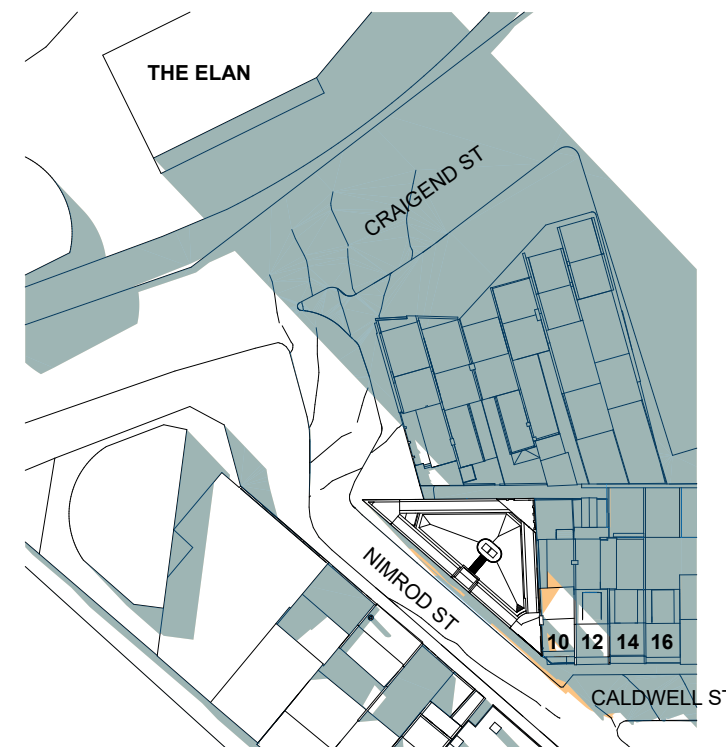 THE ELAN
CRAIGEND ST
NIMROD ST
10 12 14 16
CALDWELL ST